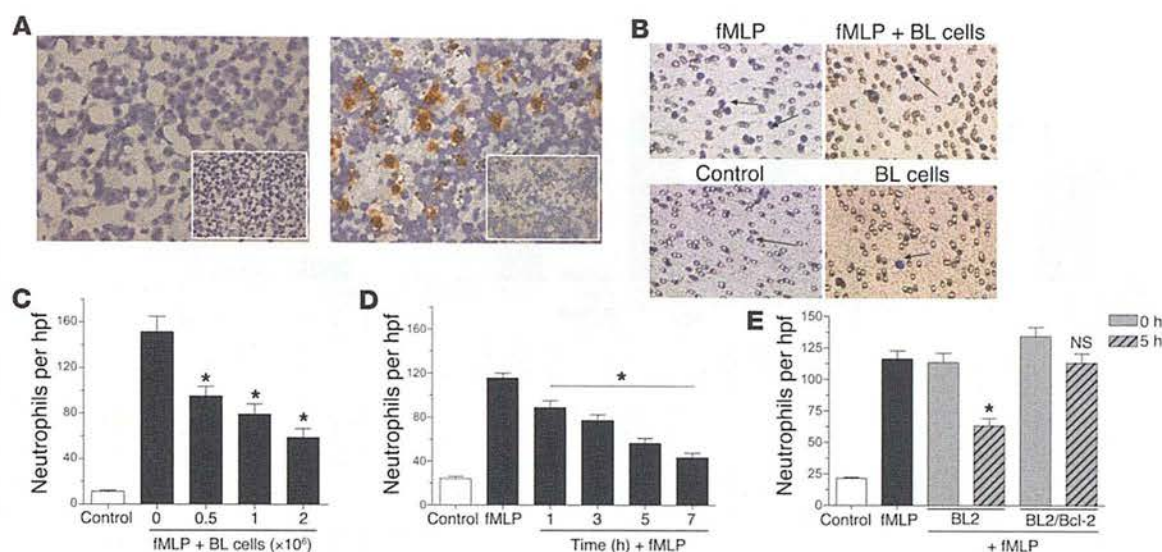 A
B
fMLP
fMLP + BL cells
Control
BL cells
C
Neutrophils per hpf
160
120
80
40
0
Control
0
0.5
1
2
*
*
*
fMLP + BL cells (×10⁶)
D
Neutrophils per hpf
160
120
80
40
0
Control
fMLP
1
3
5
7
*
Time (h) + fMLP
E
0 h
5 h
Neutrophils per hpf
150
125
100
75
50
25
0
*
NS
Control
fMLP
BL2
BL2/Bcl-2
+ fMLP